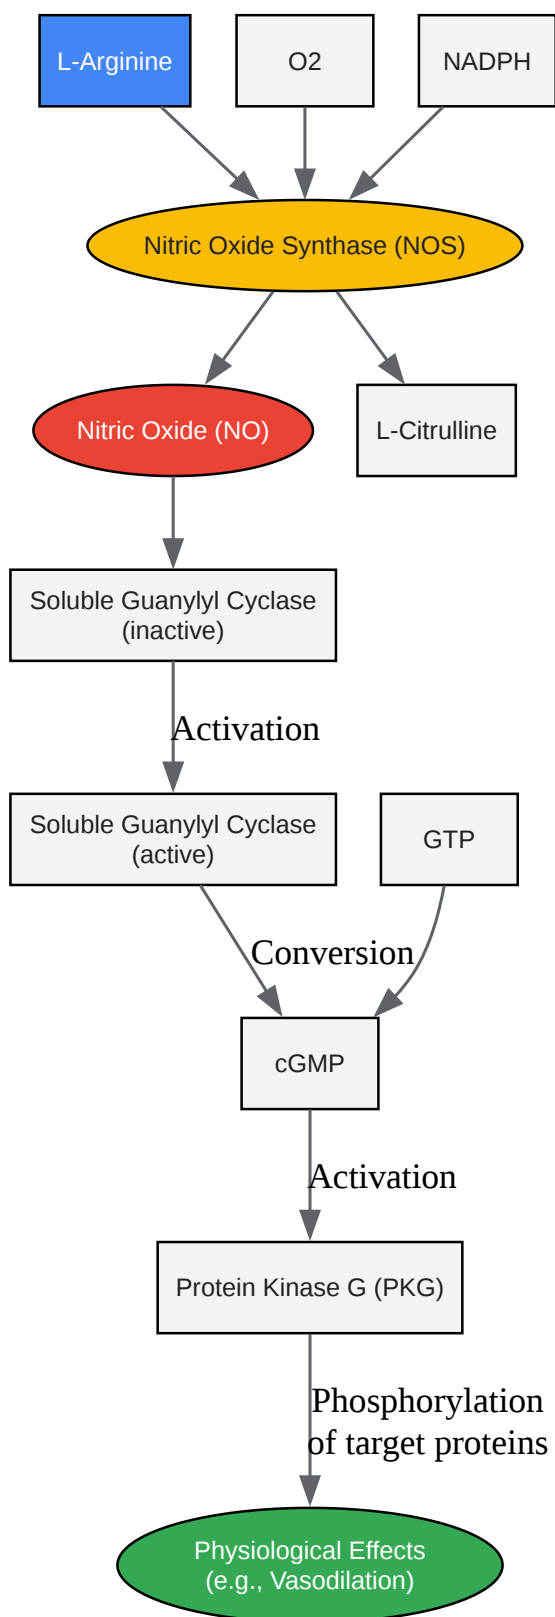 L-Arginine
O2
NADPH
Nitric Oxide Synthase (NOS)
Nitric Oxide (NO)
L-Citrulline
Soluble Guanylyl Cyclase
(inactive)
Activation
Soluble Guanylyl Cyclase
(active)
GTP
Conversion
cGMP
Activation
Protein Kinase G (PKG)
Phosphorylation
of target proteins
Physiological Effects
(e.g., Vasodilation)